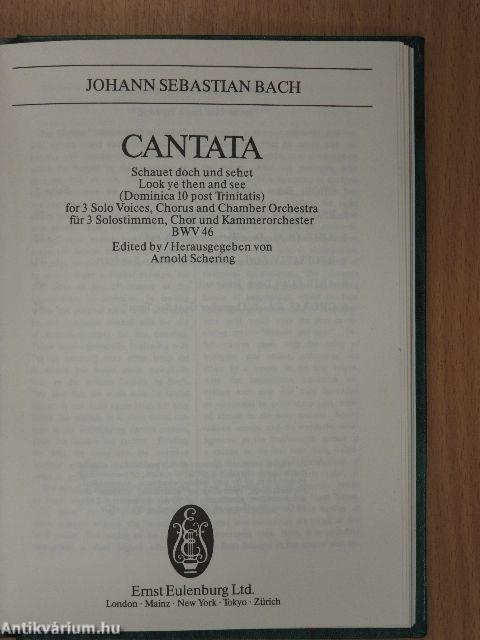 JOHANN SEBASTIAN BACH
CANTATA
Schauet doch und sehet
Look ye then and see
(Dominica 10 post Trinitatis)
for 3 Solo Voices, Chorus and Chamber Orchestra
für 3 Solostimmen, Chor und Kammerorchester
BWV 46
Edited by / Herausgegeben von
Arnold Schering
Ernst Eulenburg Ltd.
London · Mainz · New York · Tokyo · Zürich
Antikvárium.hu